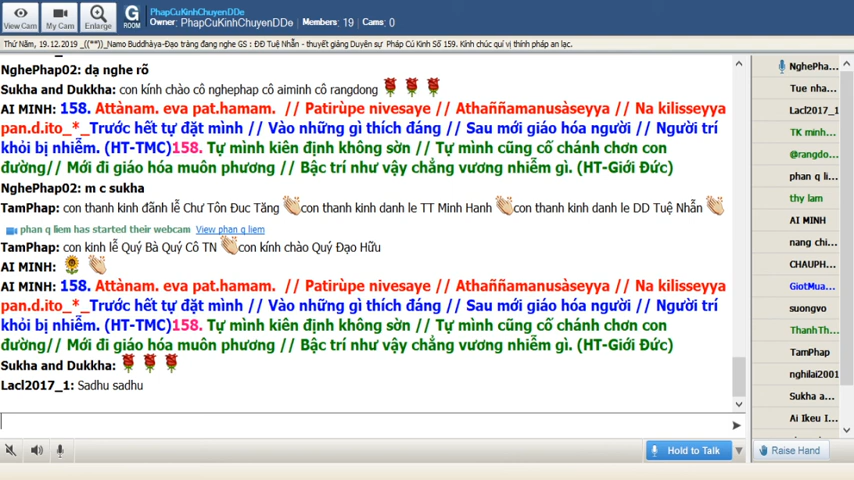 PhapCuKinhChuyenDDe
Owner: PhapCuKinhChuyenDDe Members: 19 Cams: 0
View Cam My Cam Enlarge G ROOM
Thứ Năm, 19.12.2019 _((**))_Namo Buddhàya-Đạo tràng đang nghe GS : ĐĐ Tuệ Nhẫn - thuyết giảng Duyên sự Pháp Cú Kinh Số 159. Kính chúc quí vị thính pháp an lạc.
NghePhap02: dạ nghe rõ
Sukha and Dukkha: con kính chào cô nghephap cô aiminh cô rangdong
AI MINH: 158. Attànam. eva pat.hamam. // Patirùpe nivesaye // Athaññamanusàseyya // Na kilisseyya
pan.d.ito_*_Trước hết tự đặt mình // Vào những gì thích đáng // Sau mới giáo hóa người // Người trí
khỏi bị nhiễm. (HT-TMC)158. Tự mình kiên định không sờn // Tự mình cũng cố chánh chơn con
đường// Mới đi giáo hóa muôn phương // Bậc trí như vậy chẳng vương nhiễm gì. (HT-Giới Đức)
NghePhap02: m c sukha
TamPhap: con thanh kinh đãnh lễ Chư Tôn Đuc Tăng con thanh kinh danh le TT Minh Hanh con thanh kinh danh le DD Tuệ Nhẫn
phan q liem has started their webcam View phan q liem
TamPhap: con kinh lễ Quý Bà Quý Cô TN con kính chào Quý Đạo Hữu
AI MINH:
AI MINH: 158. Attànam. eva pat.hamam. // Patirùpe nivesaye // Athaññamanusàseyya // Na kilisseyya
pan.d.ito_*_Trước hết tự đặt mình // Vào những gì thích đáng // Sau mới giáo hóa người // Người trí
khỏi bị nhiễm. (HT-TMC)158. Tự mình kiên định không sờn // Tự mình cũng cố chánh chơn con
đường// Mới đi giáo hóa muôn phương // Bậc trí như vậy chẳng vương nhiễm gì. (HT-Giới Đức)
Sukha and Dukkha:
Lacl2017_1: Sadhu sadhu
Hold to Talk
NghePha...
Tue nha...
Lacl2017_1
TK minh...
@rangdo...
phan q li...
thy lam
AI MINH
nang chi...
CHAUPH...
GiotMua...
suongvo
ThanhTh...
TamPhap
nghilai2001
Sukha a...
Ai Ikeu I...
Raise Hand